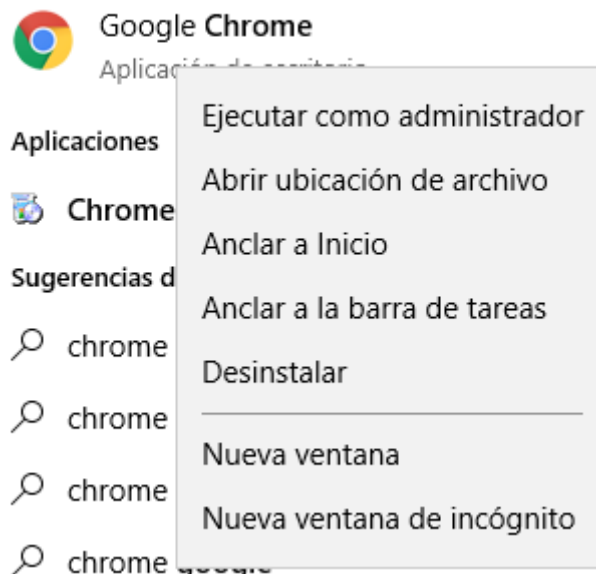 Google Chrome
Ejecutar como administrador
Aplicaciones
Abrir ubicación de archivo
Chrome
Anclar a Inicio
Sugerencias d
Anclar a la barra de tareas
chrome
Desinstalar
chrome
Nueva ventana
chrome
Nueva ventana de incógnito
chrome